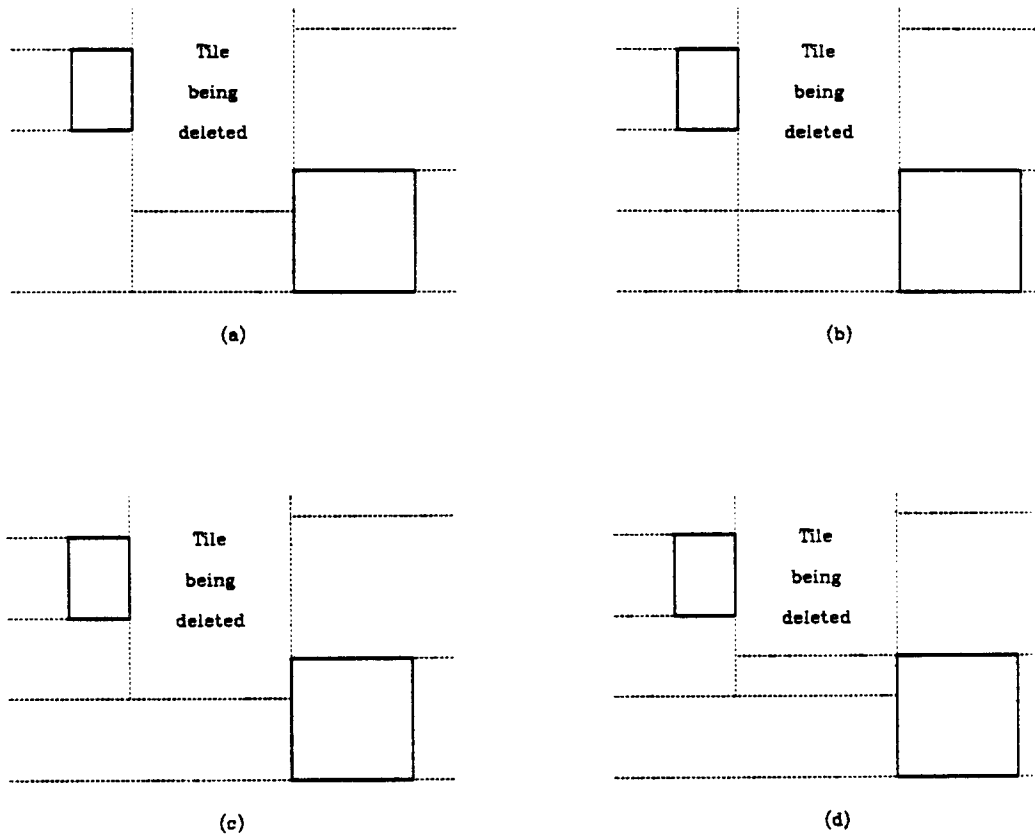 Tile
being
deleted
(a)
Tile
being
deleted
(b)
Tile
being
deleted
(c)
Tile
being
deleted
(d)